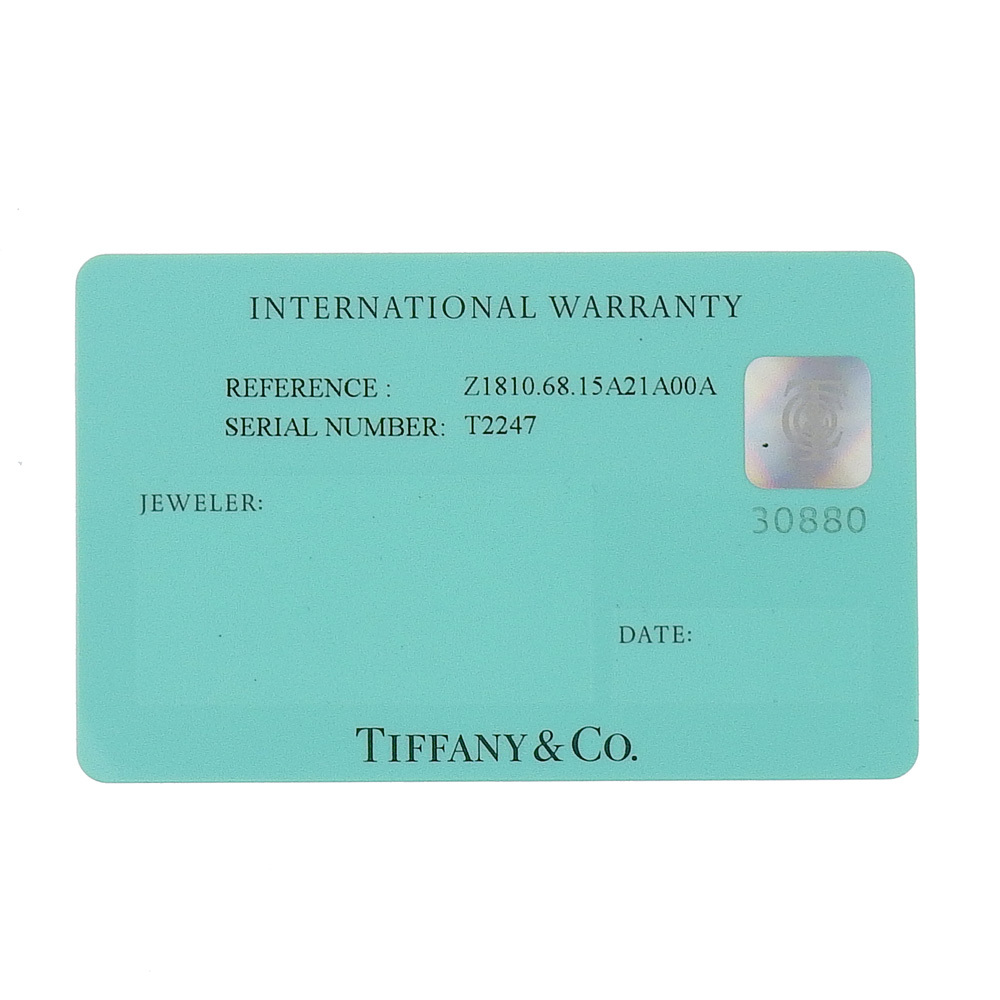 INTERNATIONAL WARRANTY
REFERENCE : Z1810.68.15A21A00A
SERIAL NUMBER: T2247
JEWELER:
30880
DATE:
TIFFANY & CO.